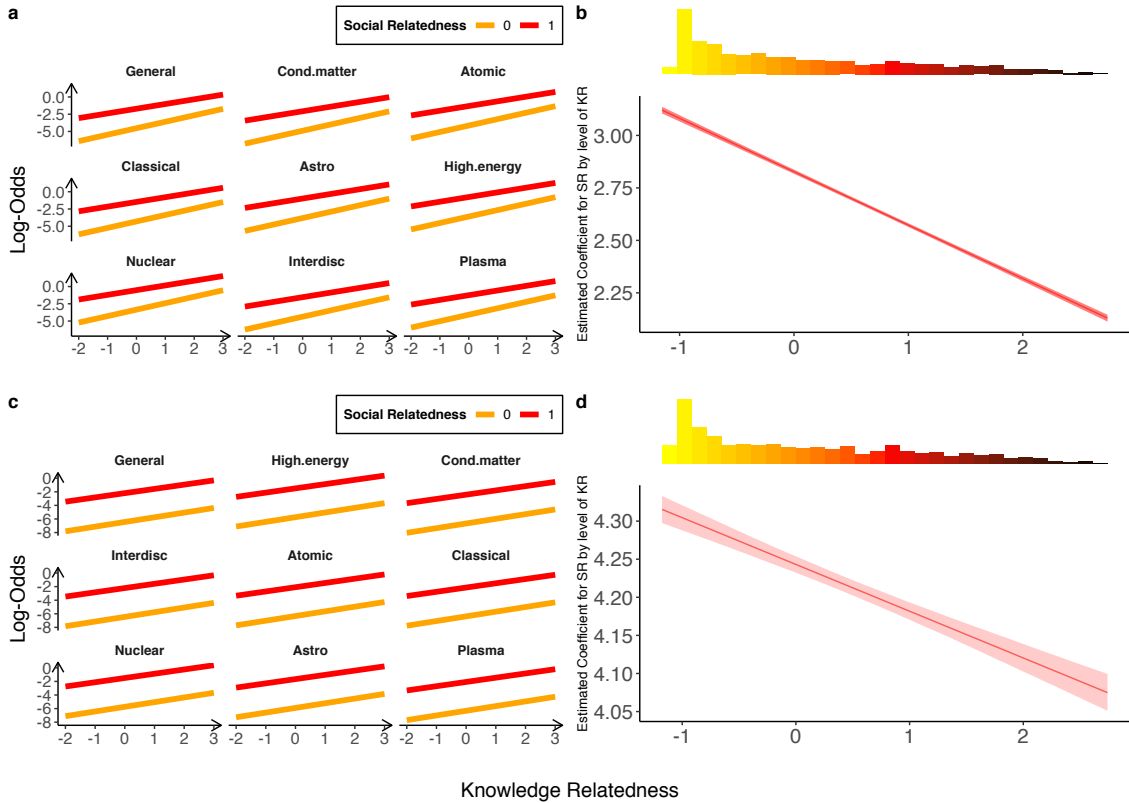 a
Social Relatedness 0 1
General Cond.matter Atomic
0.0
-2.5
-5.0
Classical Astro High.energy
0.0
-2.5
-5.0
Nuclear Interdisc Plasma
0.0
-2.5
-5.0
-2 -1 0 1 2 3 -2 -1 0 1 2 3 -2 -1 0 1 2 3
Log-Odds
b
Estimated Coefficient for SR by level of KR
3.00
2.75
2.50
2.25
-1 0 1 2
c
Social Relatedness 0 1
General High.energy Cond.matter
0
-2
-4
-6
-8
Interdisc Atomic Classical
0
-2
-4
-6
-8
Nuclear Astro Plasma
0
-2
-4
-6
-8
-2 -1 0 1 2 3 -2 -1 0 1 2 3 -2 -1 0 1 2 3
Log-Odds
d
Estimated Coefficient for SR by level of KR
4.30
4.25
4.20
4.15
4.10
4.05
-1 0 1 2
Knowledge Relatedness